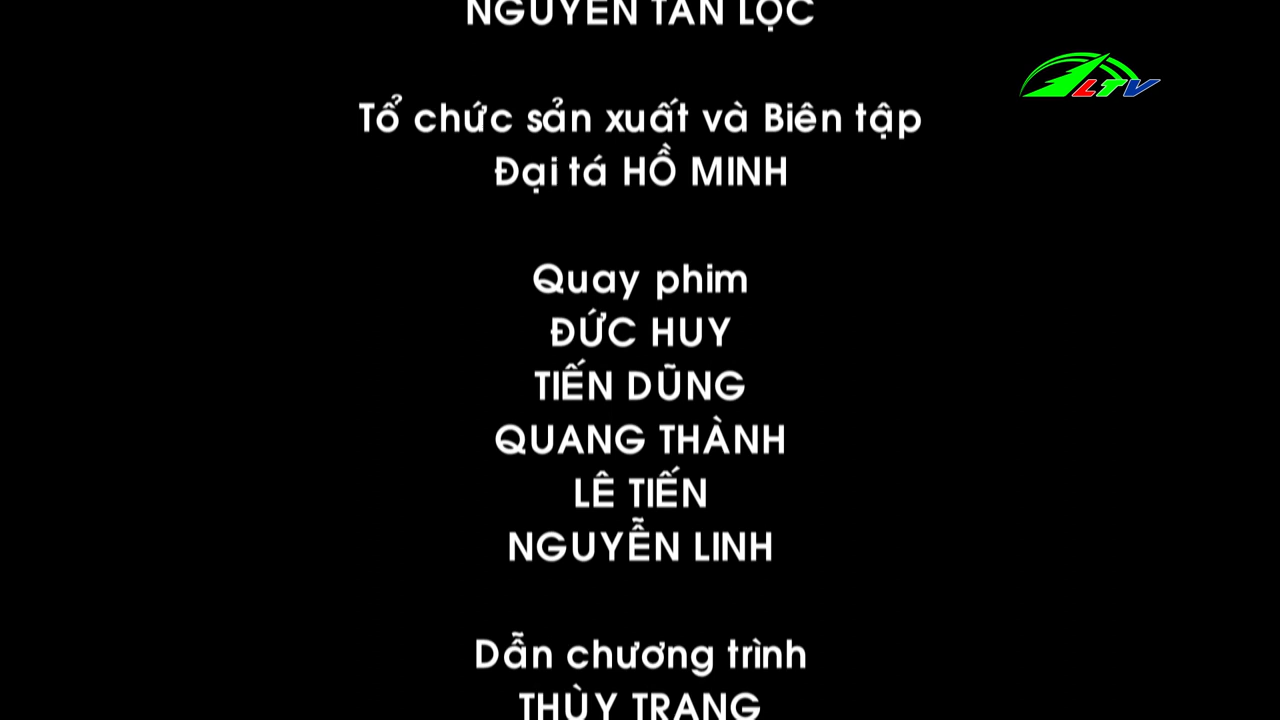 NGUYỄN TẤN LỘC
LTV
Tổ chức sản xuất và Biên tập
Đại tá HỒ MINH
Quay phim
ĐỨC HUY
TIẾN DŨNG
QUANG THÀNH
LÊ TIẾN
NGUYỄN LINH
Dẫn chương trình
THÙY TRANG